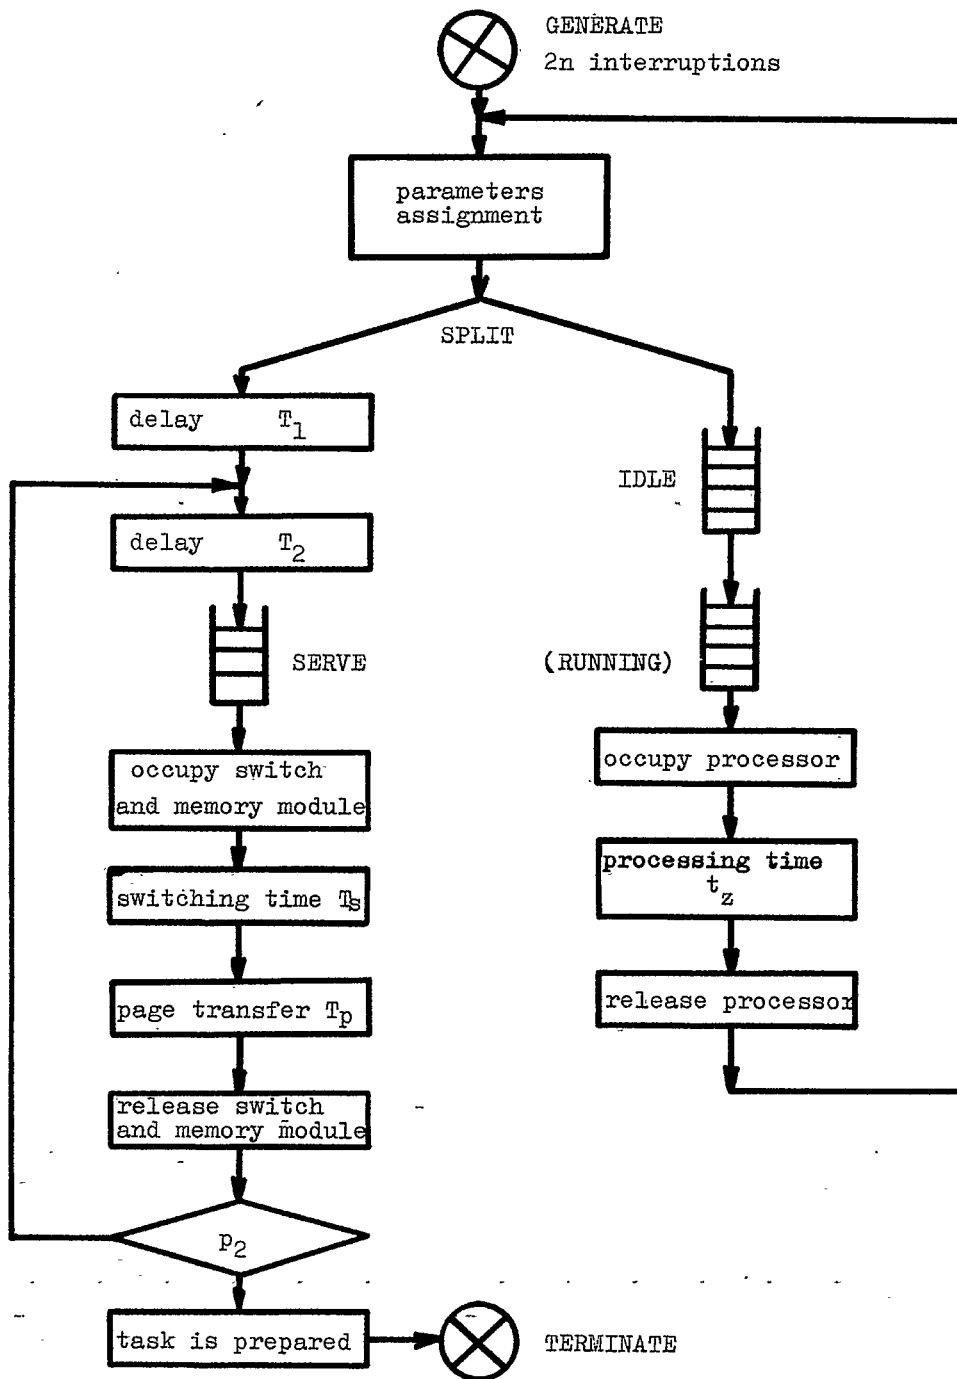 GENERATE
2n interruptions
parameters
assignment
SPLIT
delay T1
IDLE
delay T2
SERVE
(RUNNING)
occupy switch
and memory module
occupy processor
switching time Ts
processing time
tz
page transfer Tp
release processor
release switch
and memory module
p2
task is prepared
TERMINATE